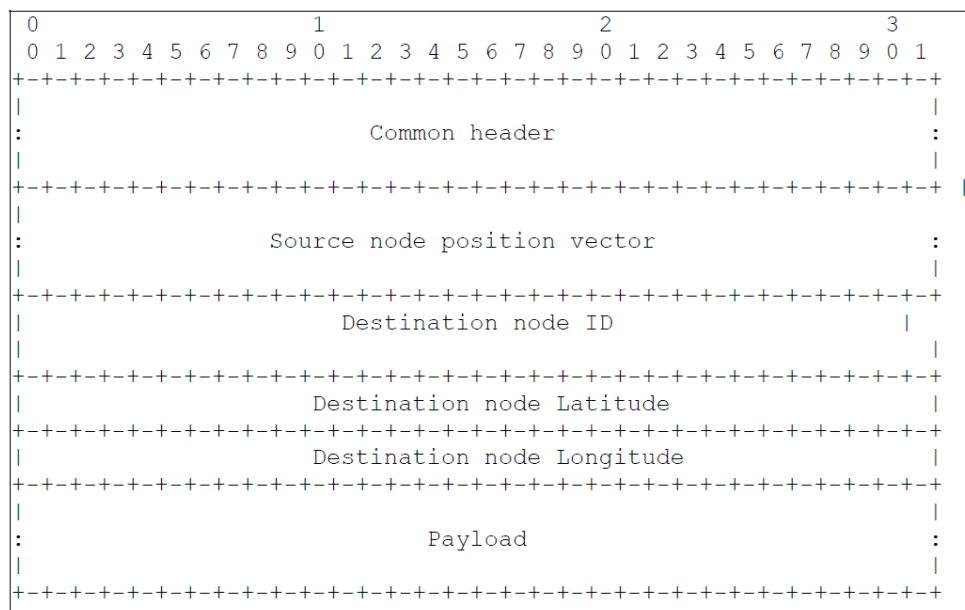 0                   1                   2                   3
 0 1 2 3 4 5 6 7 8 9 0 1 2 3 4 5 6 7 8 9 0 1 2 3 4 5 6 7 8 9 0 1
+-+-+-+-+-+-+-+-+-+-+-+-+-+-+-+-+-+-+-+-+-+-+-+-+-+-+-+-+-+-+-+-+
|                                                               |
:                        Common header                          :
|                                                               |
+-+-+-+-+-+-+-+-+-+-+-+-+-+-+-+-+-+-+-+-+-+-+-+-+-+-+-+-+-+-+-+-+ |
|
:                 Source node position vector                   :
|                                                               |
+-+-+-+-+-+-+-+-+-+-+-+-+-+-+-+-+-+-+-+-+-+-+-+-+-+-+-+-+-+-+-+-+
|                      Destination node ID                    |
|                                                               |
+-+-+-+-+-+-+-+-+-+-+-+-+-+-+-+-+-+-+-+-+-+-+-+-+-+-+-+-+-+-+-+-+
|                    Destination node Latitude                  |
+-+-+-+-+-+-+-+-+-+-+-+-+-+-+-+-+-+-+-+-+-+-+-+-+-+-+-+-+-+-+-+-+
|                    Destination node Longitude                 |
+-+-+-+-+-+-+-+-+-+-+-+-+-+-+-+-+-+-+-+-+-+-+-+-+-+-+-+-+-+-+-+-+
|                                                               |
:                            Payload                            :
|                                                               |
+-+-+-+-+-+-+-+-+-+-+-+-+-+-+-+-+-+-+-+-+-+-+-+-+-+-+-+-+-+-+-+-+